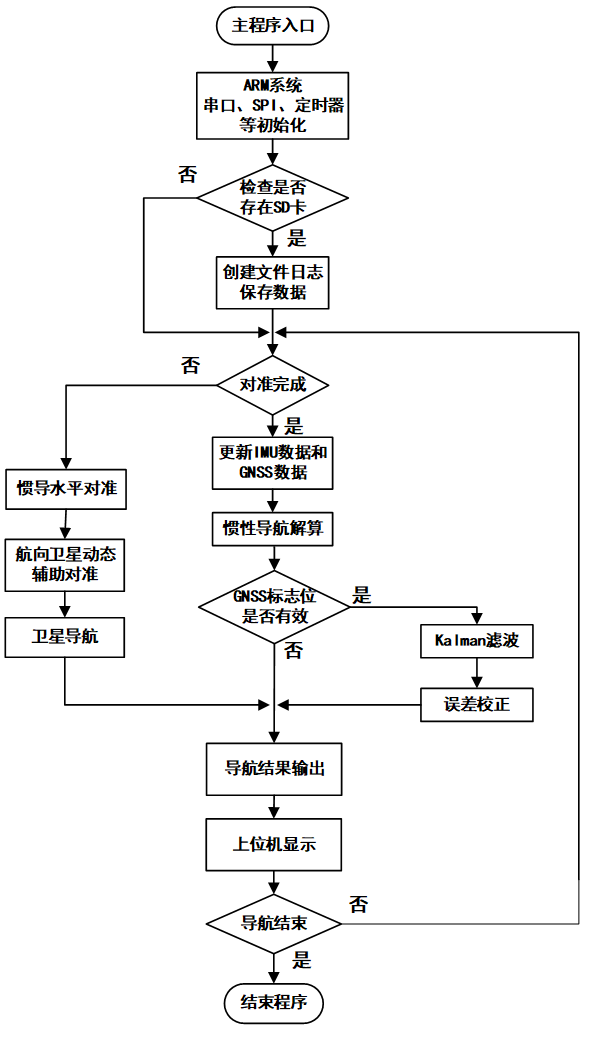 主程序入口
ARM系统
串口、SPI、定时器
等初始化
否
检查是否
存在SD卡
是
创建文件日志
保存数据
否
对准完成
是
更新IMU数据和
GNSS数据
惯导水平对准
惯性导航解算
航向卫星动态
辅助对准
GNSS标志位
是否有效
是
卫星导航
否
Kalman滤波
误差校正
导航结果输出
上位机显示
否
导航结束
是
结束程序